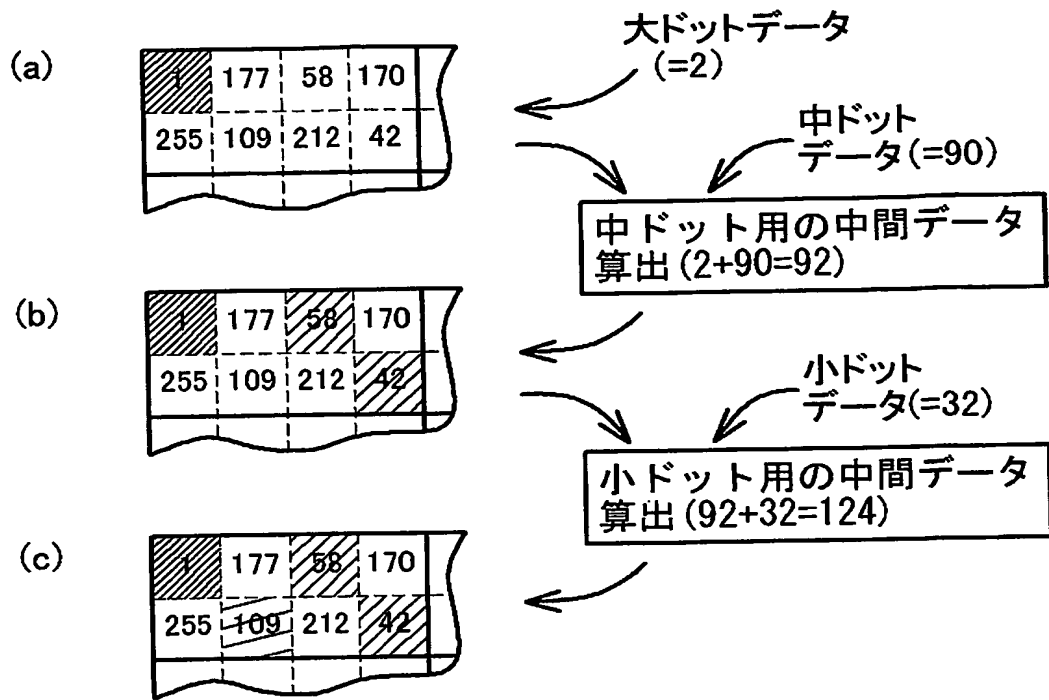 (a)
1 177 58 170
255 109 212 42
大ドットデータ
(=2)
中ドット
データ(=90)
中ドット用の中間データ
算出(2+90=92)
(b)
1 177 58 170
255 109 212 42
小ドット
データ(=32)
小ドット用の中間データ
算出(92+32=124)
(c)
1 177 58 170
255 109 212 42